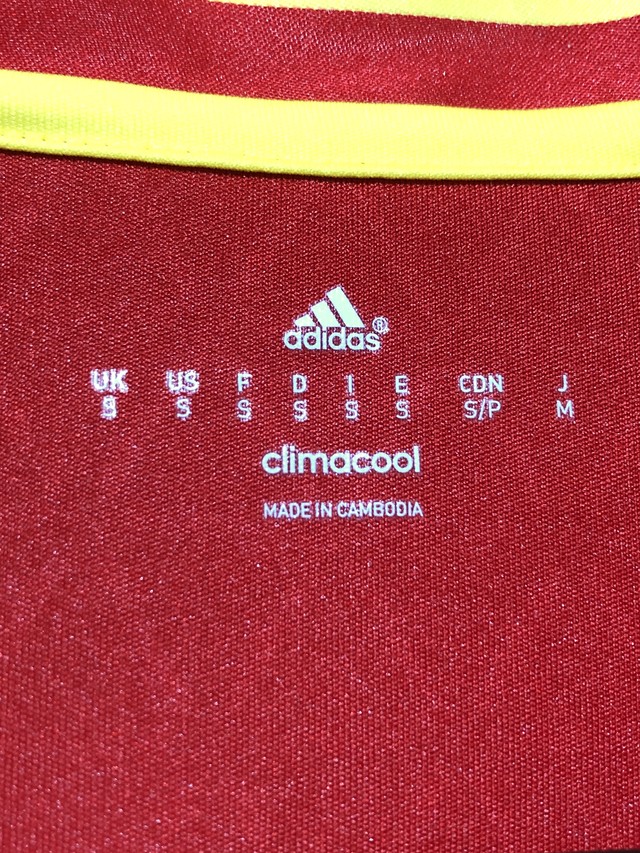 adidas®
UK US F D I E CDN J
S S S S S S S/P M
climacool
MADE IN CAMBODIA